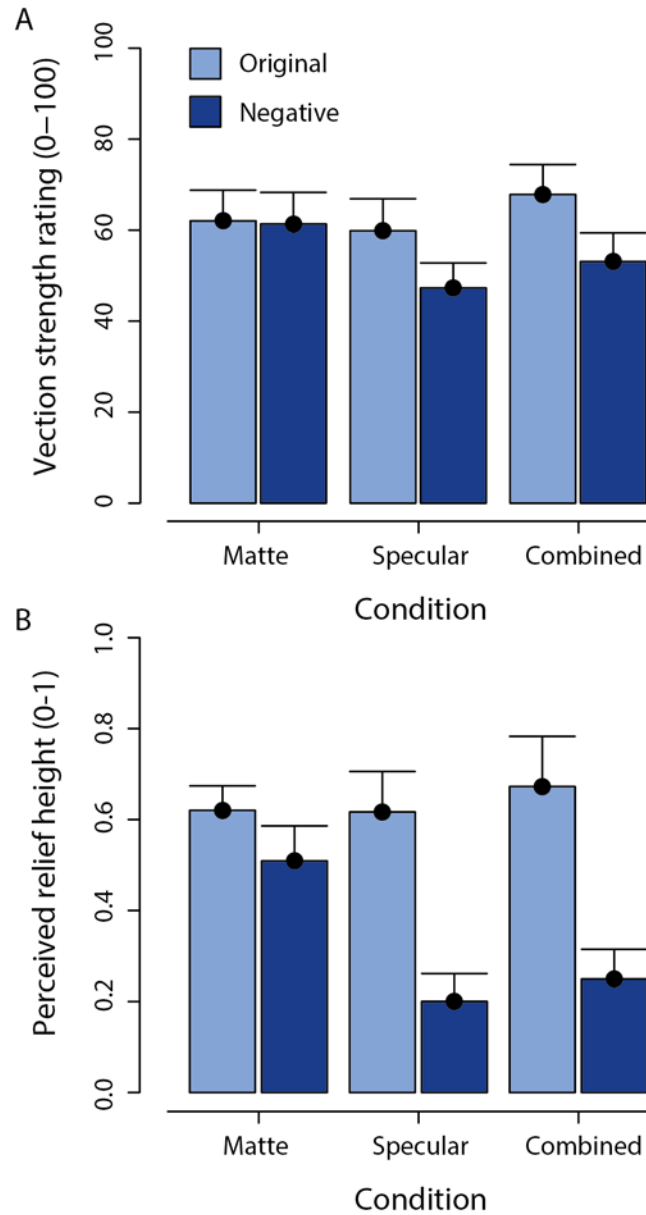 A
Vection strength rating (0–100)
100
80
60
40
20
0
Original
Negative
Matte Specular Combined
Condition
B
Perceived relief height (0-1)
1.0
0.8
0.6
0.4
0.2
0.0
Matte Specular Combined
Condition